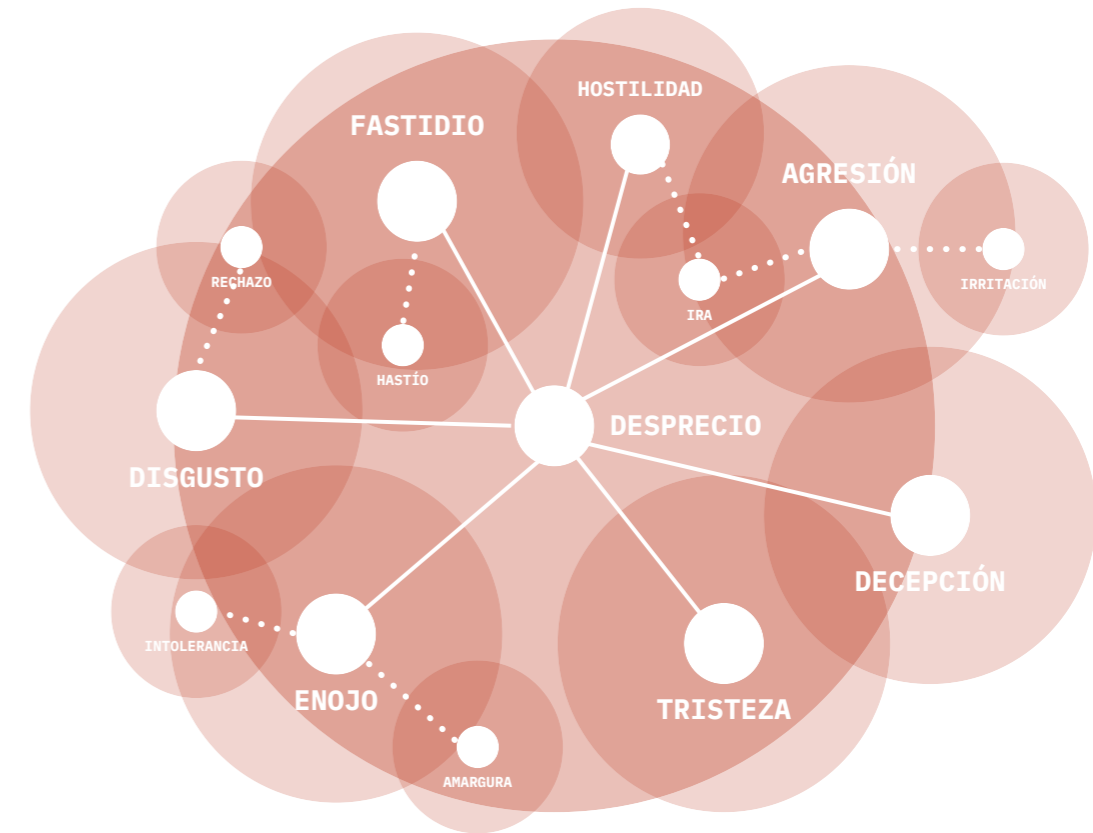 HOSTILIDAD
FASTIDIO
AGRESIÓN
RECHAZO
IRRITACIÓN
IRA
HASTÍO
DESPRECIO
DISGUSTO
DECEPCIÓN
INTOLERANCIA
ENOJO
TRISTEZA
AMARGURA